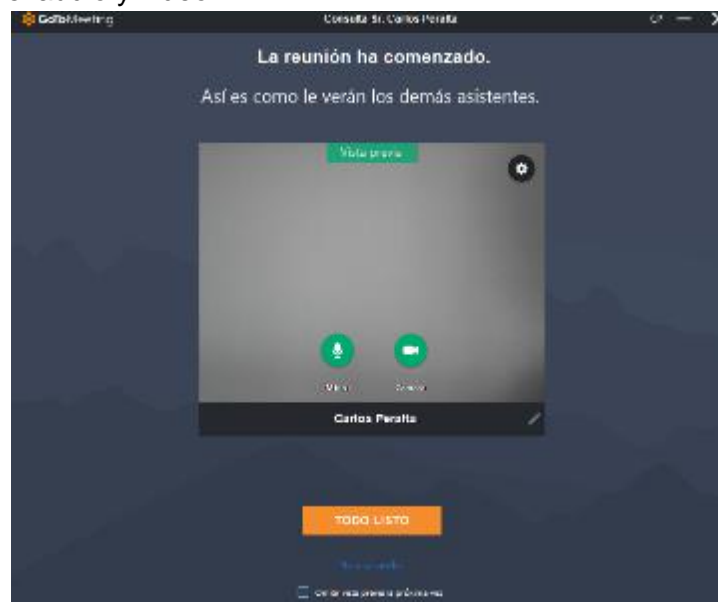 GoToMeeting
Consulta Sr. Carlos Peralta
La reunión ha comenzado.
Así es como le verán los demás asistentes.
Vista previa
Carlos Peralta
TODO LISTO